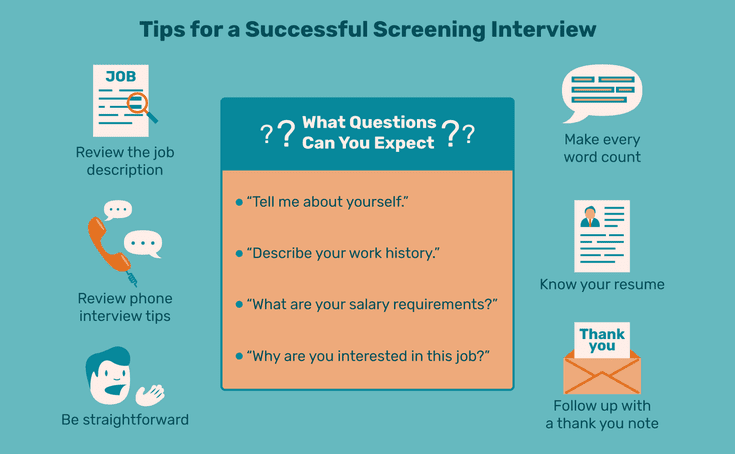 Tips for a Successful Screening Interview
JOB
Review the job
description
Review phone
interview tips
Be straightforward
?? What Questions ??
Can You Expect
• “Tell me about yourself.”
• “Describe your work history.”
• “What are your salary requirements?”
• “Why are you interested in this job?”
Make every
word count
Know your resume
Thank
you
Follow up with
a thank you note